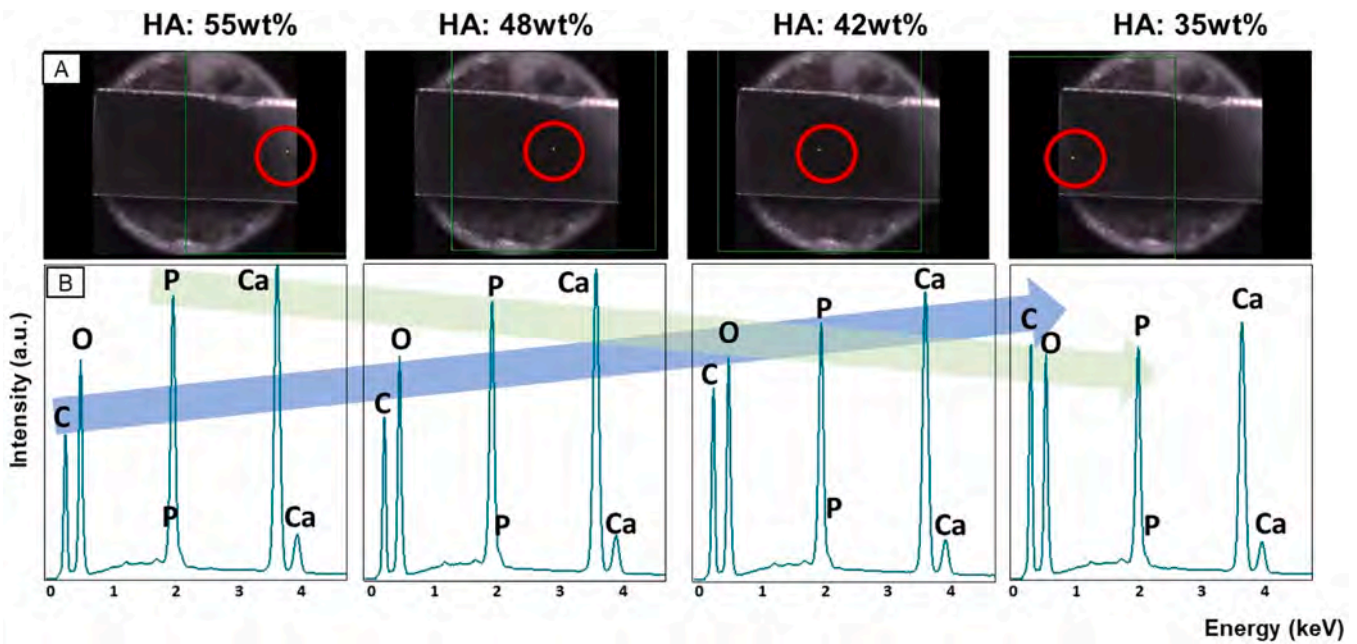 HA: 55wt% HA: 48wt% HA: 42wt% HA: 35wt%
A
B
Intensity (a.u.)
C O P P Ca Ca
C O P P Ca Ca
C O P P Ca Ca
C O P P Ca Ca
0 1 2 3 4
0 1 2 3 4
0 1 2 3 4
0 1 2 3 4
Energy (keV)